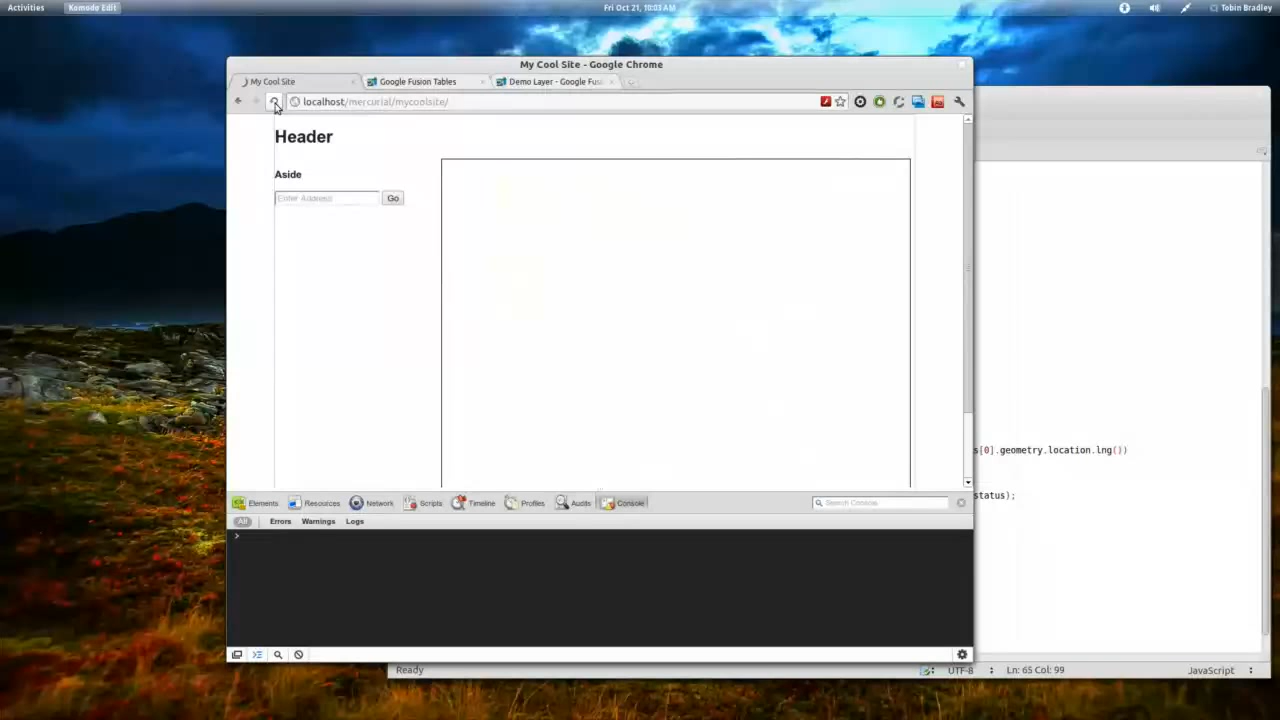 Activities Komodo Edit Fri Oct 21, 10:03 AM Tobin Bradley
My Cool Site - Google Chrome
My Cool Site Google Fusion Tables Demo Layer - Google Fusi
localhost/mercurial/mycoolsite/
Header
Aside
Enter Address Go
s[0].geometry.location.lng())
status);
Elements Resources Network Scripts Timeline Profiles Audits Console Search Console
All Errors Warnings Logs
>
Ready UTF-8 Ln: 65 Col: 99 JavaScript